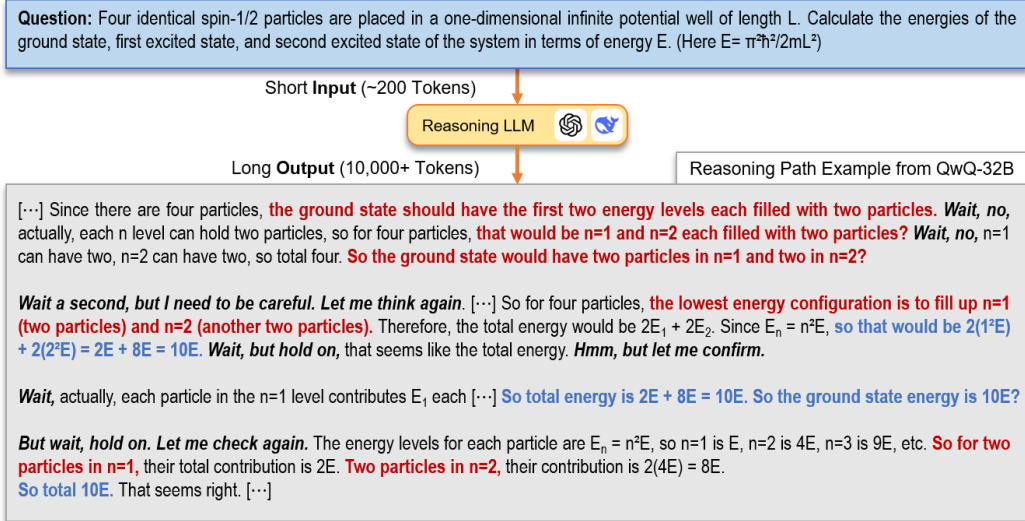 Question: Four identical spin-1/2 particles are placed in a one-dimensional infinite potential well of length L. Calculate the energies of the
ground state, first excited state, and second excited state of the system in terms of energy E. (Here E= π²ħ²/2mL²)
Short Input (~200 Tokens)
Reasoning LLM
Long Output (10,000+ Tokens)
Reasoning Path Example from QwQ-32B
[⋯] Since there are four particles, the ground state should have the first two energy levels each filled with two particles. Wait, no,
actually, each n level can hold two particles, so for four particles, that would be n=1 and n=2 each filled with two particles? Wait, no, n=1
can have two, n=2 can have two, so total four. So the ground state would have two particles in n=1 and two in n=2?
Wait a second, but I need to be careful. Let me think again. [⋯] So for four particles, the lowest energy configuration is to fill up n=1
(two particles) and n=2 (another two particles). Therefore, the total energy would be 2E₁ + 2E₂. Since Eₙ = n²E, so that would be 2(1²E)
+ 2(2²E) = 2E + 8E = 10E. Wait, but hold on, that seems like the total energy. Hmm, but let me confirm.
Wait, actually, each particle in the n=1 level contributes E₁ each [⋯] So total energy is 2E + 8E = 10E. So the ground state energy is 10E?
But wait, hold on. Let me check again. The energy levels for each particle are Eₙ = n²E, so n=1 is E, n=2 is 4E, n=3 is 9E, etc. So for two
particles in n=1, their total contribution is 2E. Two particles in n=2, their contribution is 2(4E) = 8E.
So total 10E. That seems right. [⋯]